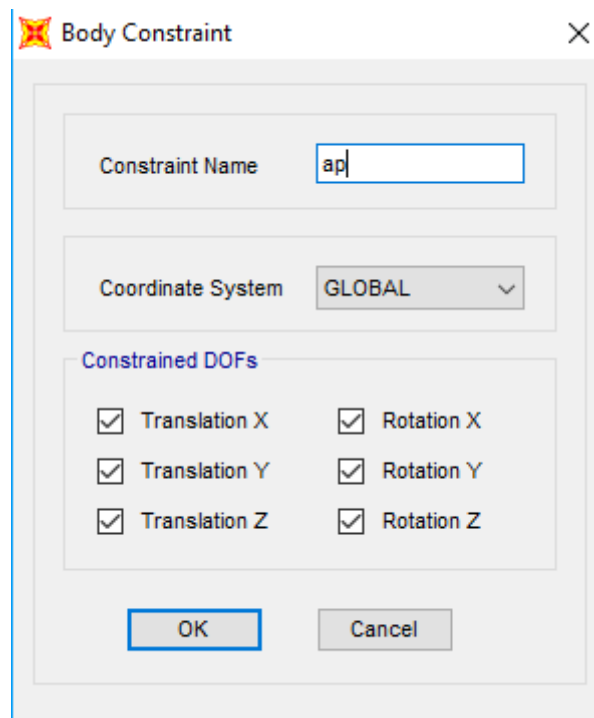 Body Constraint
Constraint Name ap
Coordinate System GLOBAL
Constrained DOFs
Translation X Rotation X
Translation Y Rotation Y
Translation Z Rotation Z
OK Cancel